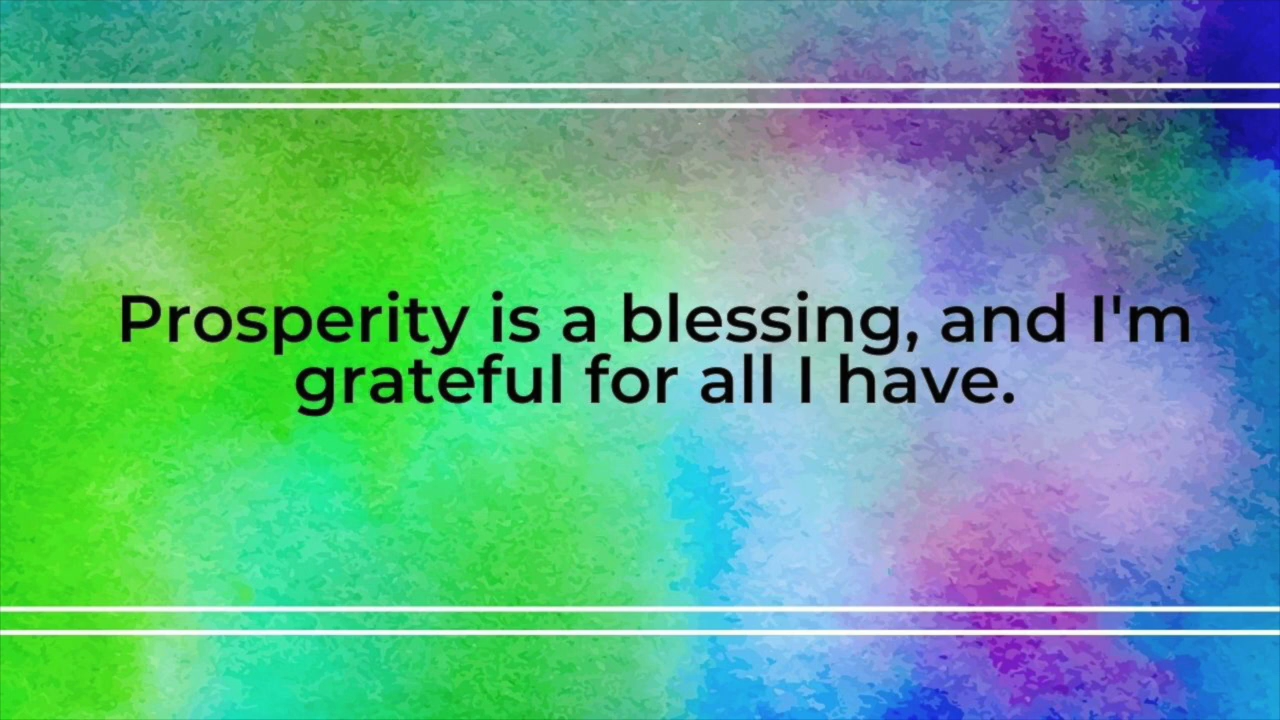 Prosperity is a blessing, and I'm
grateful for all I have.